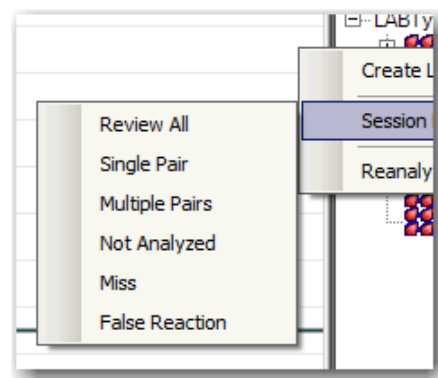 LABTy
Create L
Session
Reanaly
Review All
Single Pair
Multiple Pairs
Not Analyzed
Miss
False Reaction